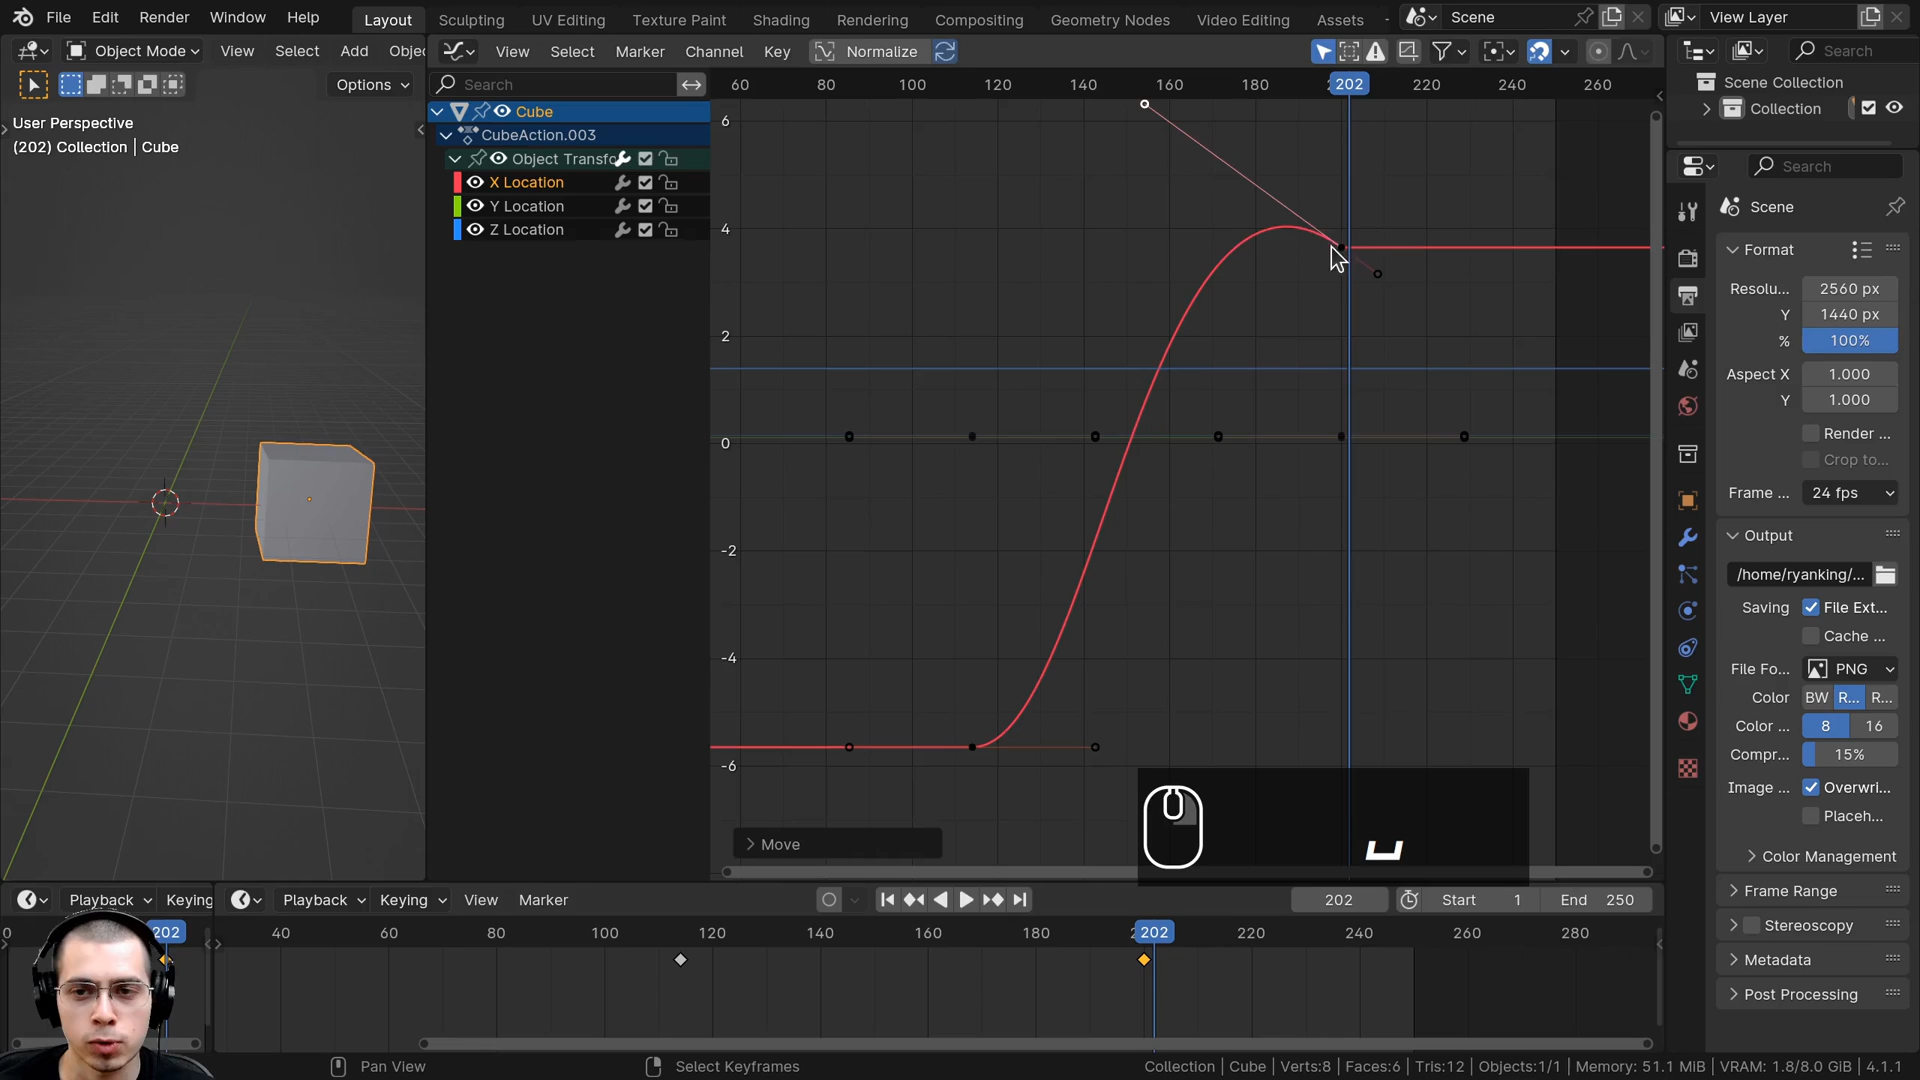 File Edit Render Window Help Layout Sculpting UV Editing Texture Paint Shading Rendering Compositing Geometry Nodes Video Editing Assets Scene View Layer
Object Mode View Select Add Objec View Select Marker Channel Key Normalize Search
Options Search 60 80 100 120 140 160 180 202 220 240 260
Scene Collection
Collection
User Perspective
(202) Collection | Cube
Cube
CubeAction.003
Object Transfo
X Location
Y Location
Z Location
6
4
2
0
-2
-4
-6
Move
Search
Scene
Format
Resolu... 2560 px
Y 1440 px
% 100%
Aspect X 1.000
Y 1.000
Render ...
Crop to...
Frame ... 24 fps
Output
/home/ryanking/...
Saving File Ext...
Cache ...
File Fo... PNG
Color BW R... R...
Color ... 8 16
Compr... 15%
Image ... Overwri...
Placeh...
Color Management
Frame Range
Stereoscopy
Metadata
Post Processing
Playback Keying Playback Keying View Marker 202 Start 1 End 250
0 202 40 60 80 100 120 140 160 180 202 220 240 260 280
Pan View Select Keyframes Collection | Cube | Verts:8 | Faces:6 | Tris:12 | Objects:1/1 | Memory: 51.1 MiB | VRAM: 1.8/8.0 GiB | 4.1.1